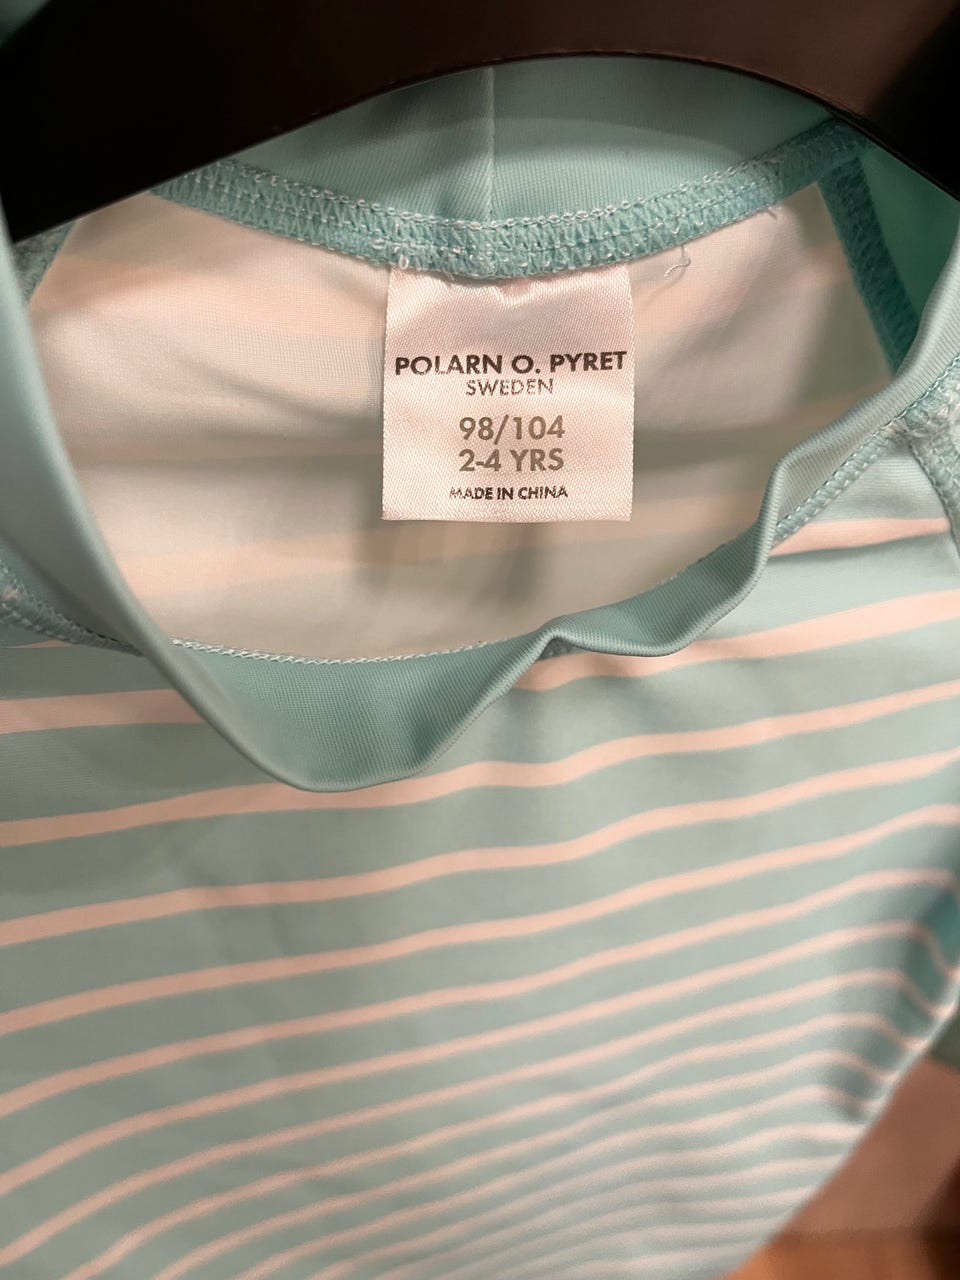 POLARN O. PYRET
SWEDEN
98/104
2-4 YRS
MADE IN CHINA